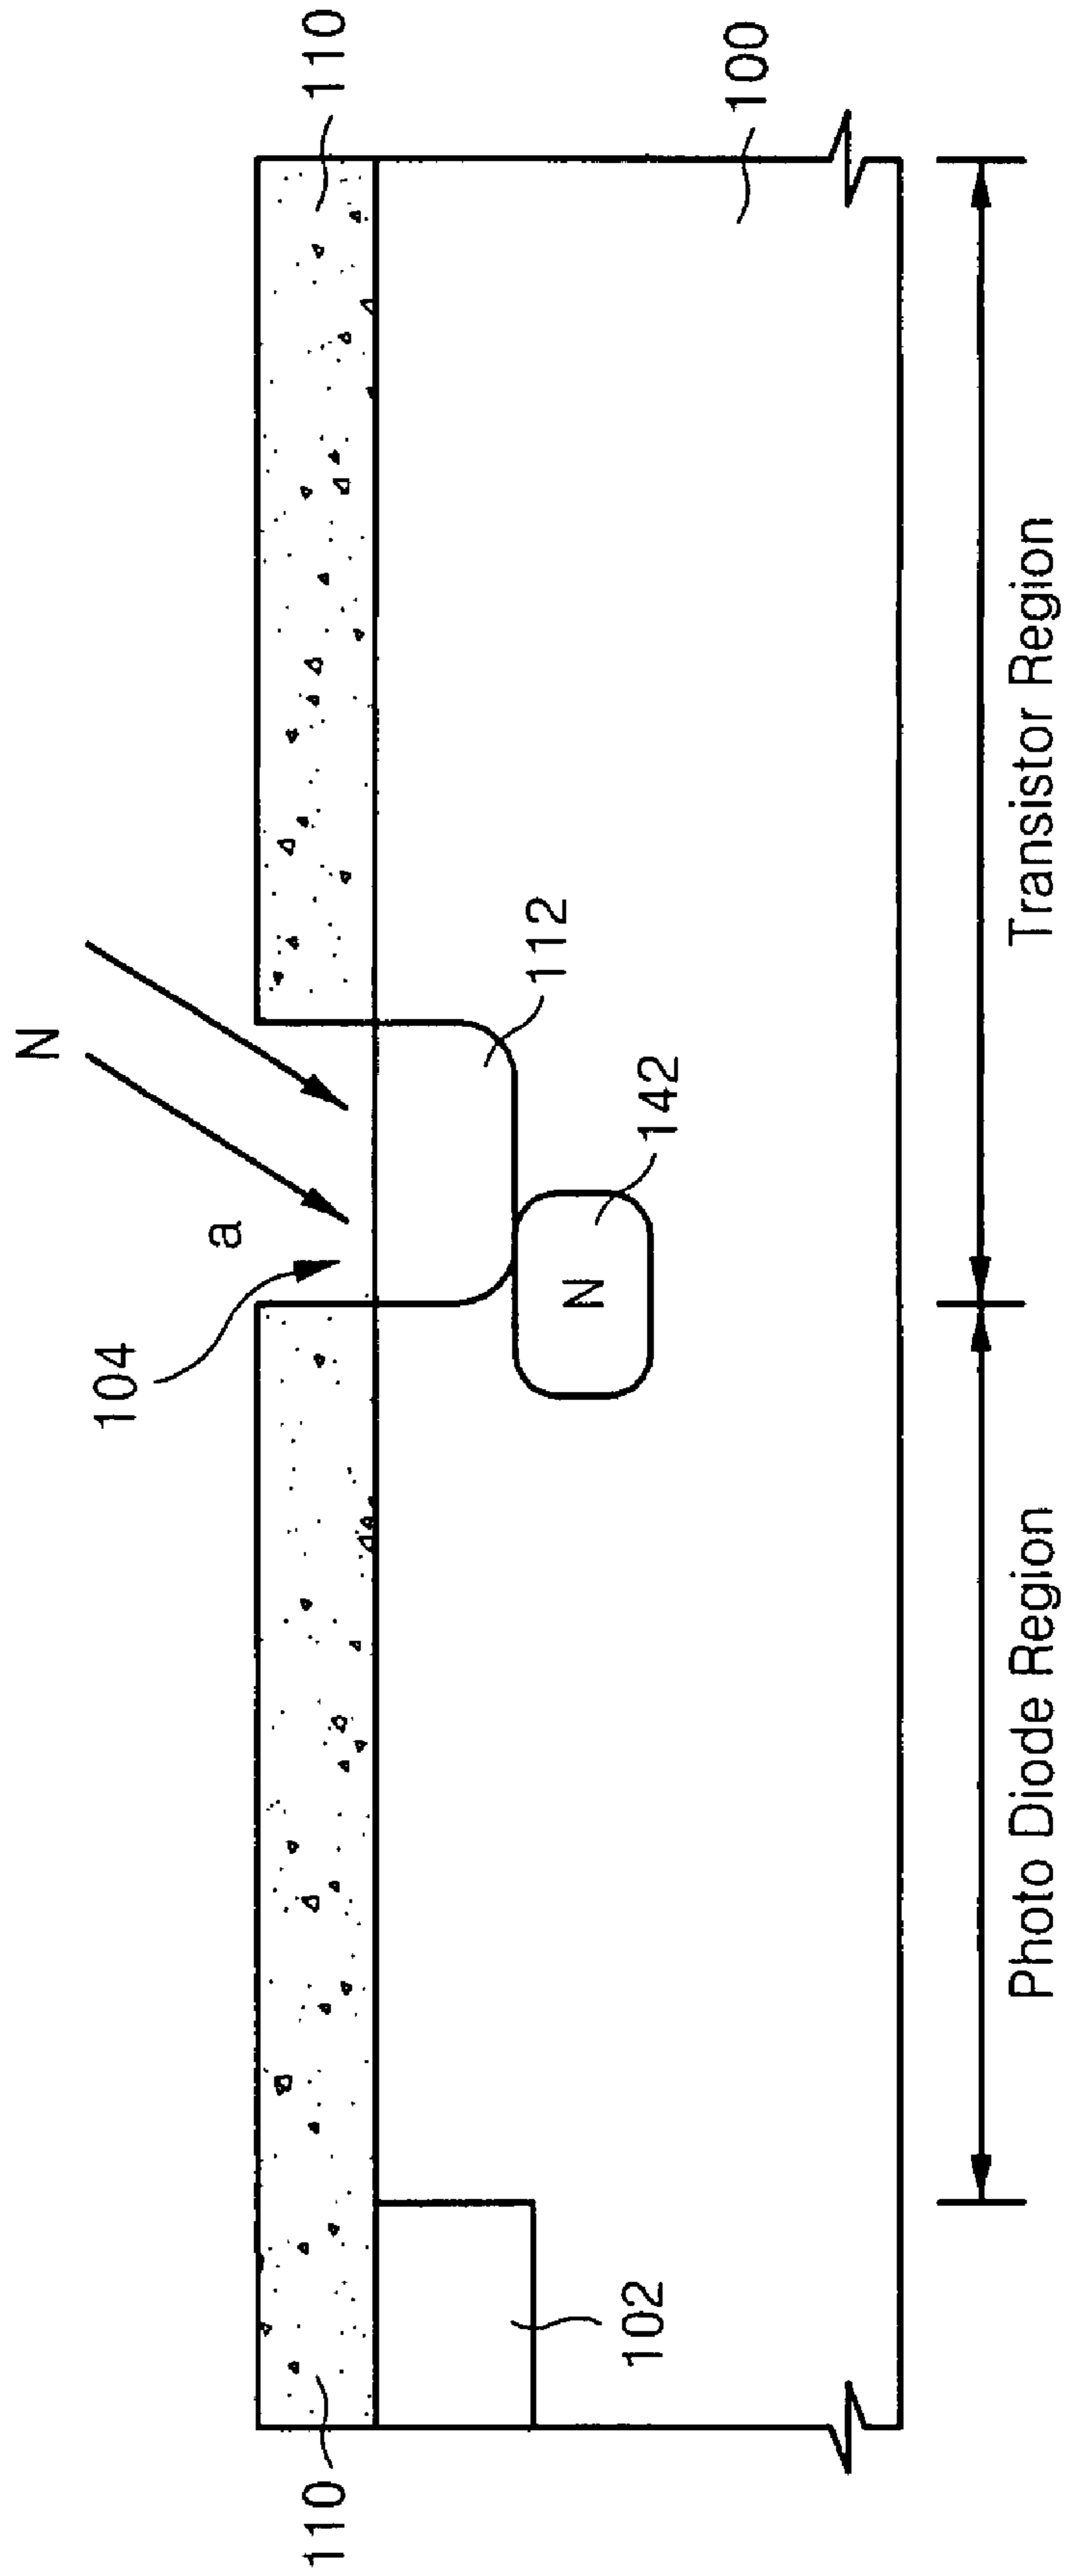 N
a
104
110
110
112
142
N
102
100
Photo Diode Region
Transistor Region